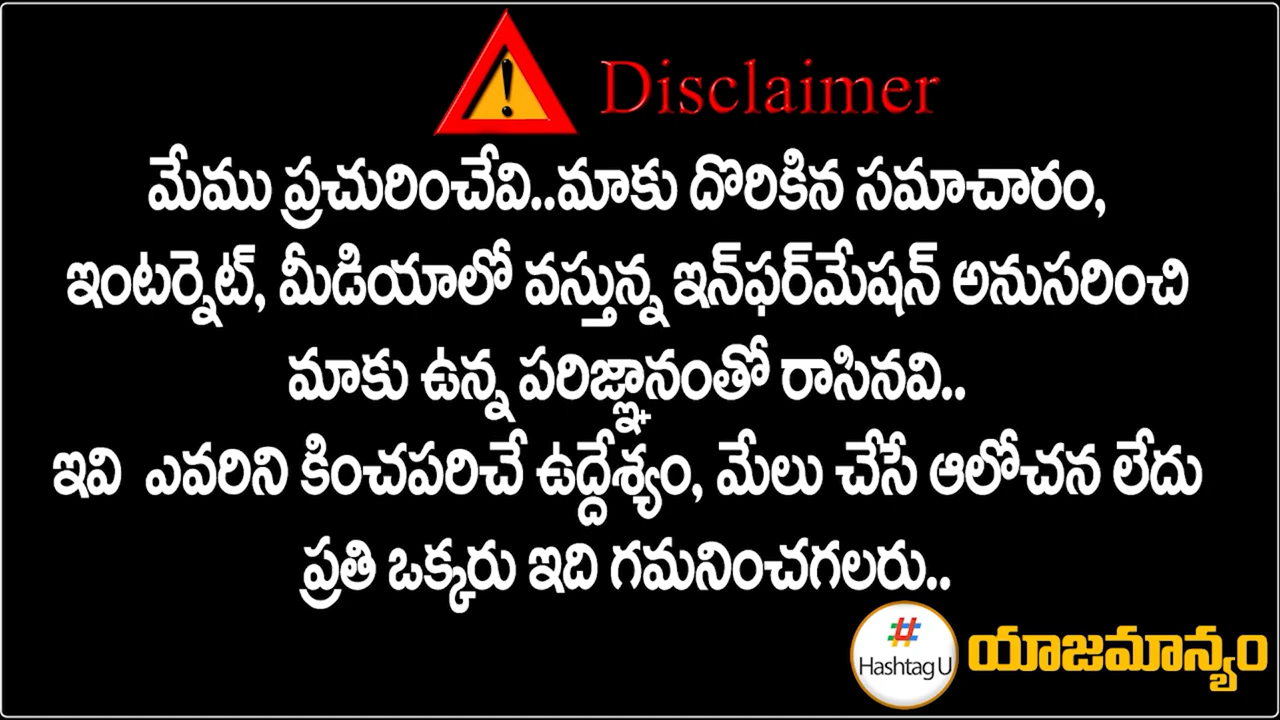 Disclaimer
మేము ప్రచురించేవి..మాకు దొరికిన సమాచారం,
ఇంటర్నెట్, మీడియాలో వస్తున్న ఇన్‌ఫర్‌మేషన్ అనుసరించి
మాకు ఉన్న పరిజ్ఞానంతో రాసినవి..
ఇవి ఎవరిని కించపరిచే ఉద్దేశ్యం, మేలు చేసే ఆలోచన లేదు
ప్రతి ఒక్కరు ఇది గమనించగలరు..
#
Hashtag U
యాజమాన్యం